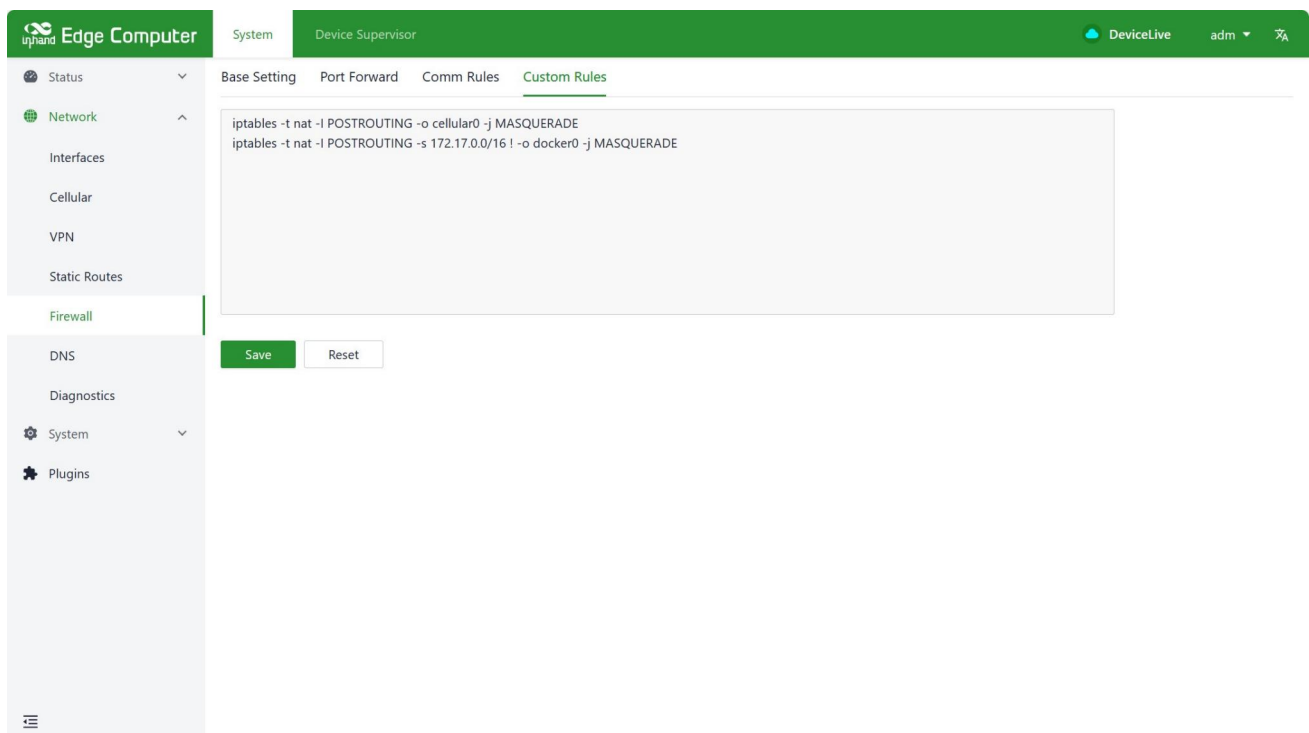 inhand Edge Computer
System
Device Supervisor
DeviceLive
adm
Status
Network
Interfaces
Cellular
VPN
Static Routes
Firewall
DNS
Diagnostics
System
Plugins
Base Setting
Port Forward
Comm Rules
Custom Rules
iptables -t nat -I POSTROUTING -o cellular0 -j MASQUERADE
iptables -t nat -I POSTROUTING -s 172.17.0.0/16 ! -o docker0 -j MASQUERADE
Save
Reset